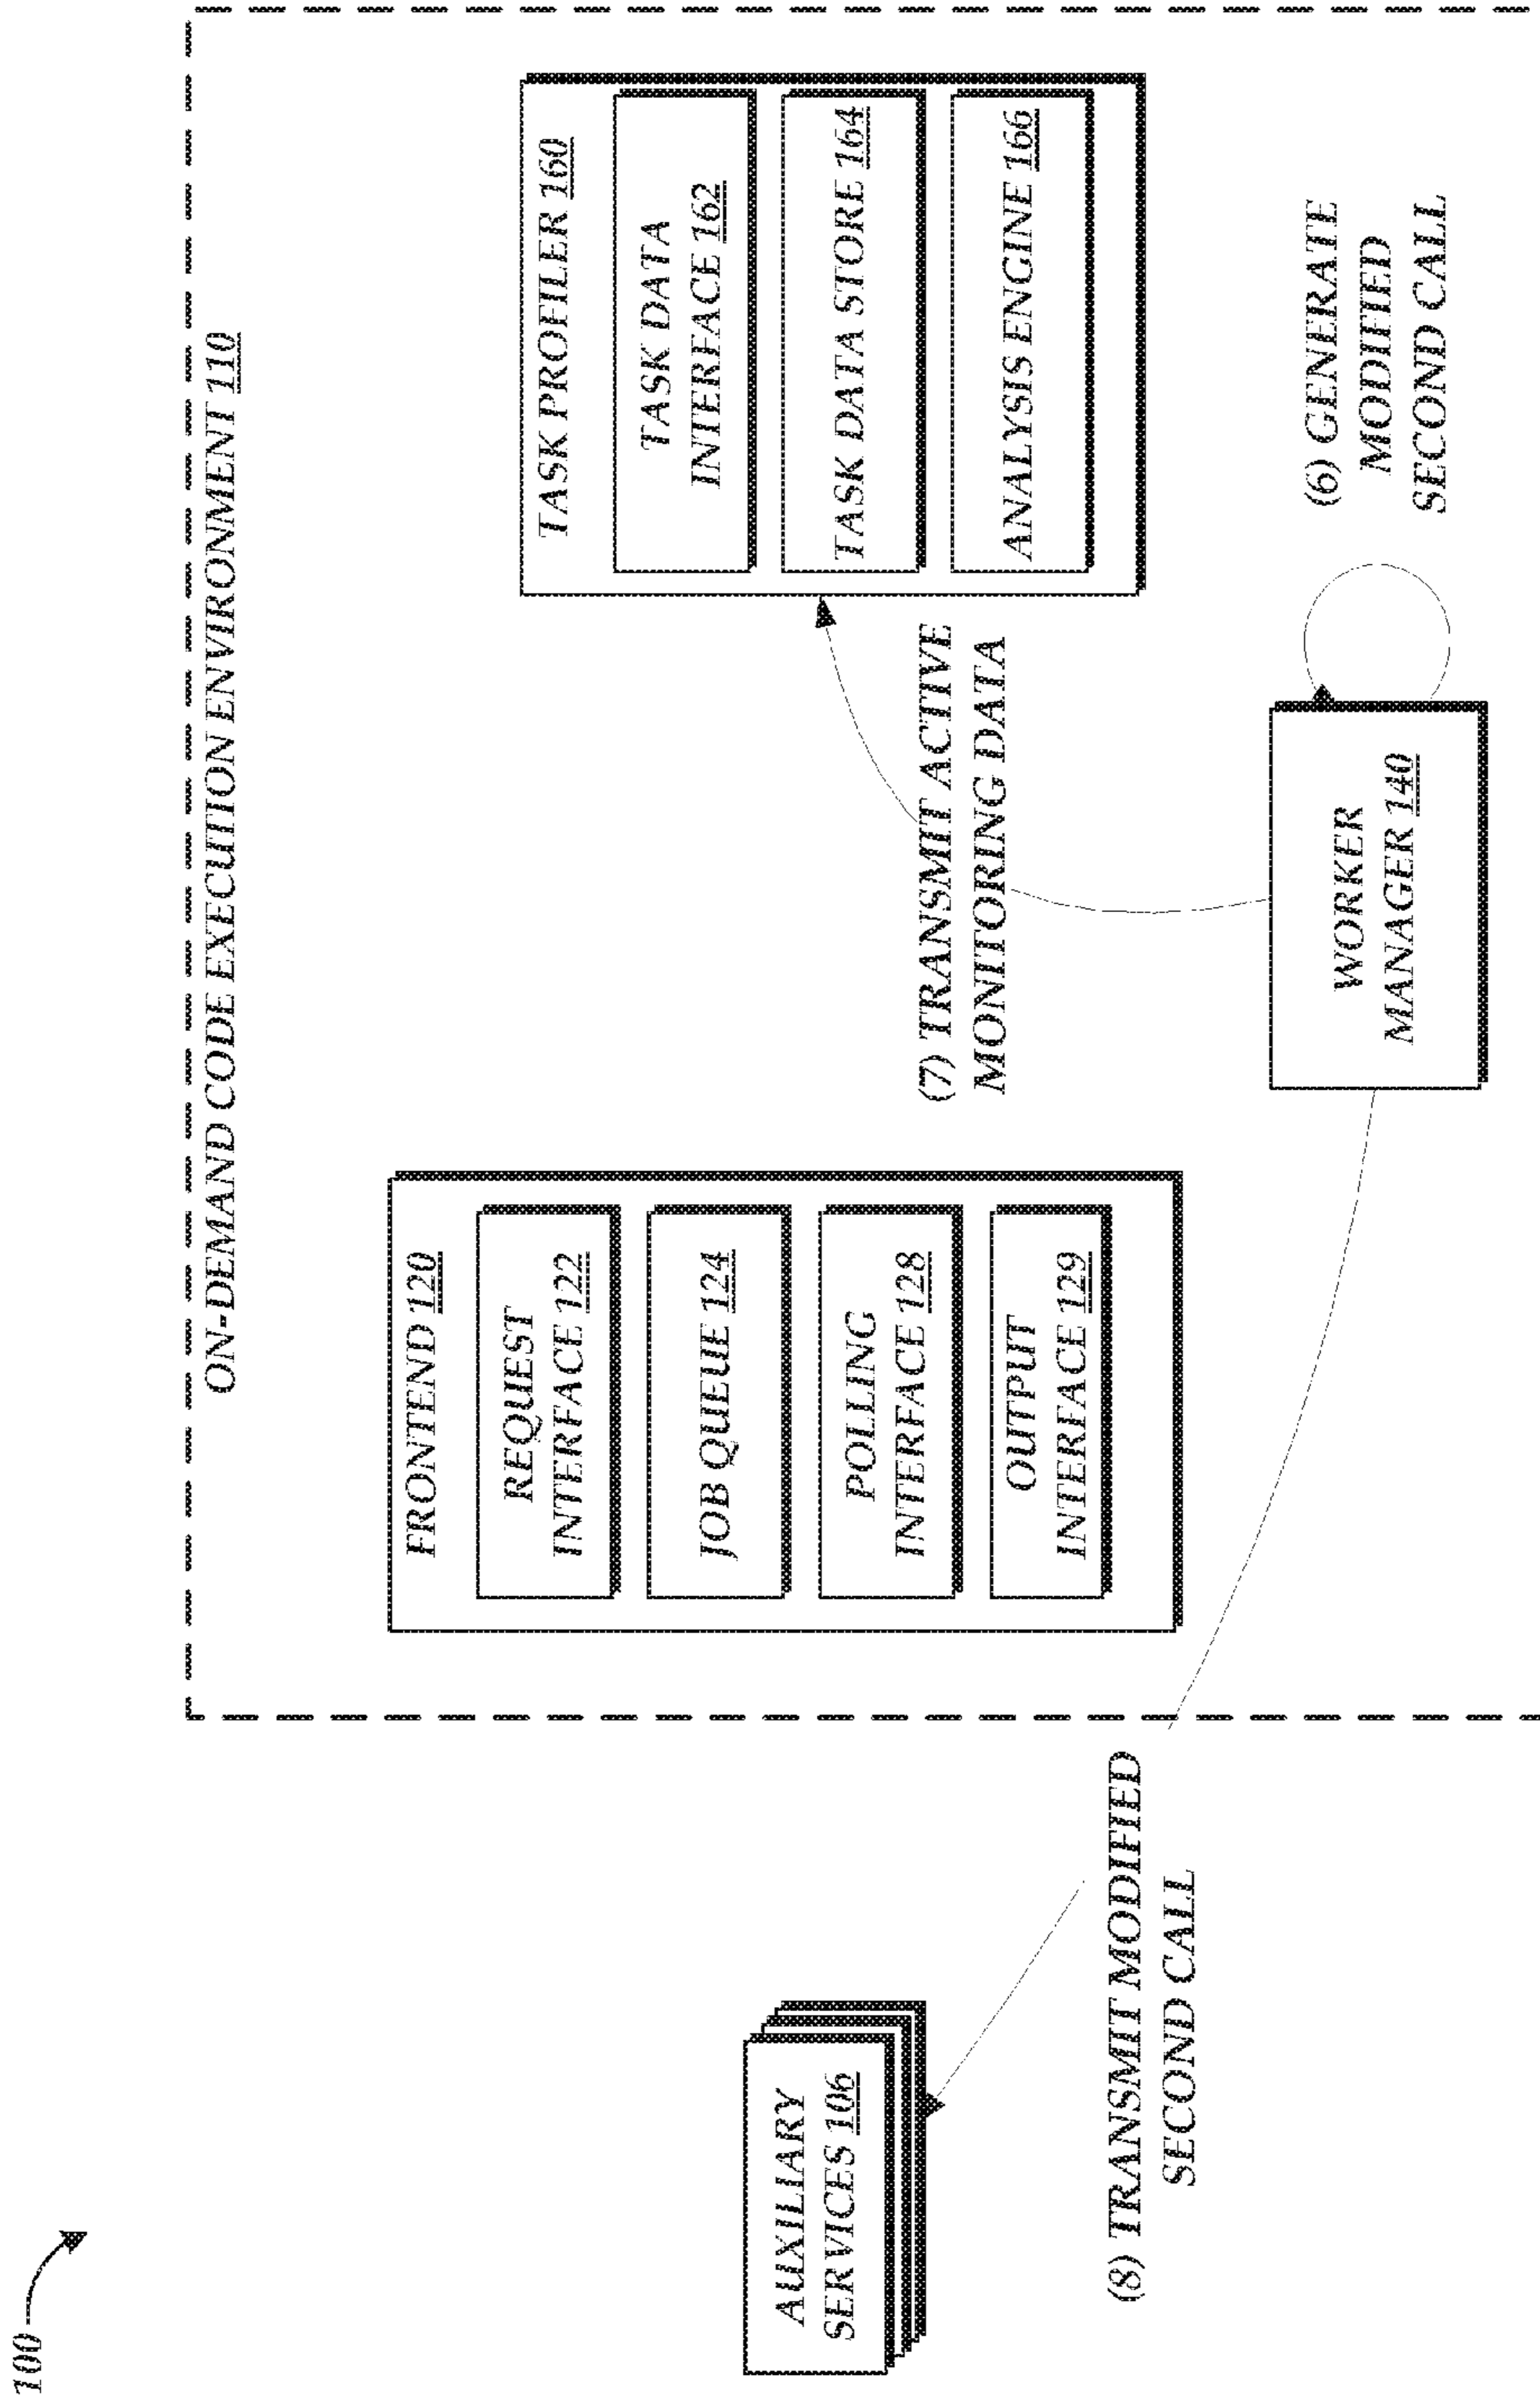 100
ON-DEMAND CODE EXECUTION ENVIRONMENT 110
FRONTEND 120
REQUEST
INTERFACE 122
JOB QUEUE 124
POLLING
INTERFACE 128
OUTPUT
INTERFACE 129
TASK PROFILER 160
TASK DATA
INTERFACE 162
TASK DATA STORE 164
ANALYSIS ENGINE 166
AUXILIARY
SERVICES 106
(7) TRANSMIT ACTIVE
MONITORING DATA
(8) TRANSMIT MODIFIED
SECOND CALL
WORKER
MANAGER 140
(6) GENERATE
MODIFIED
SECOND CALL